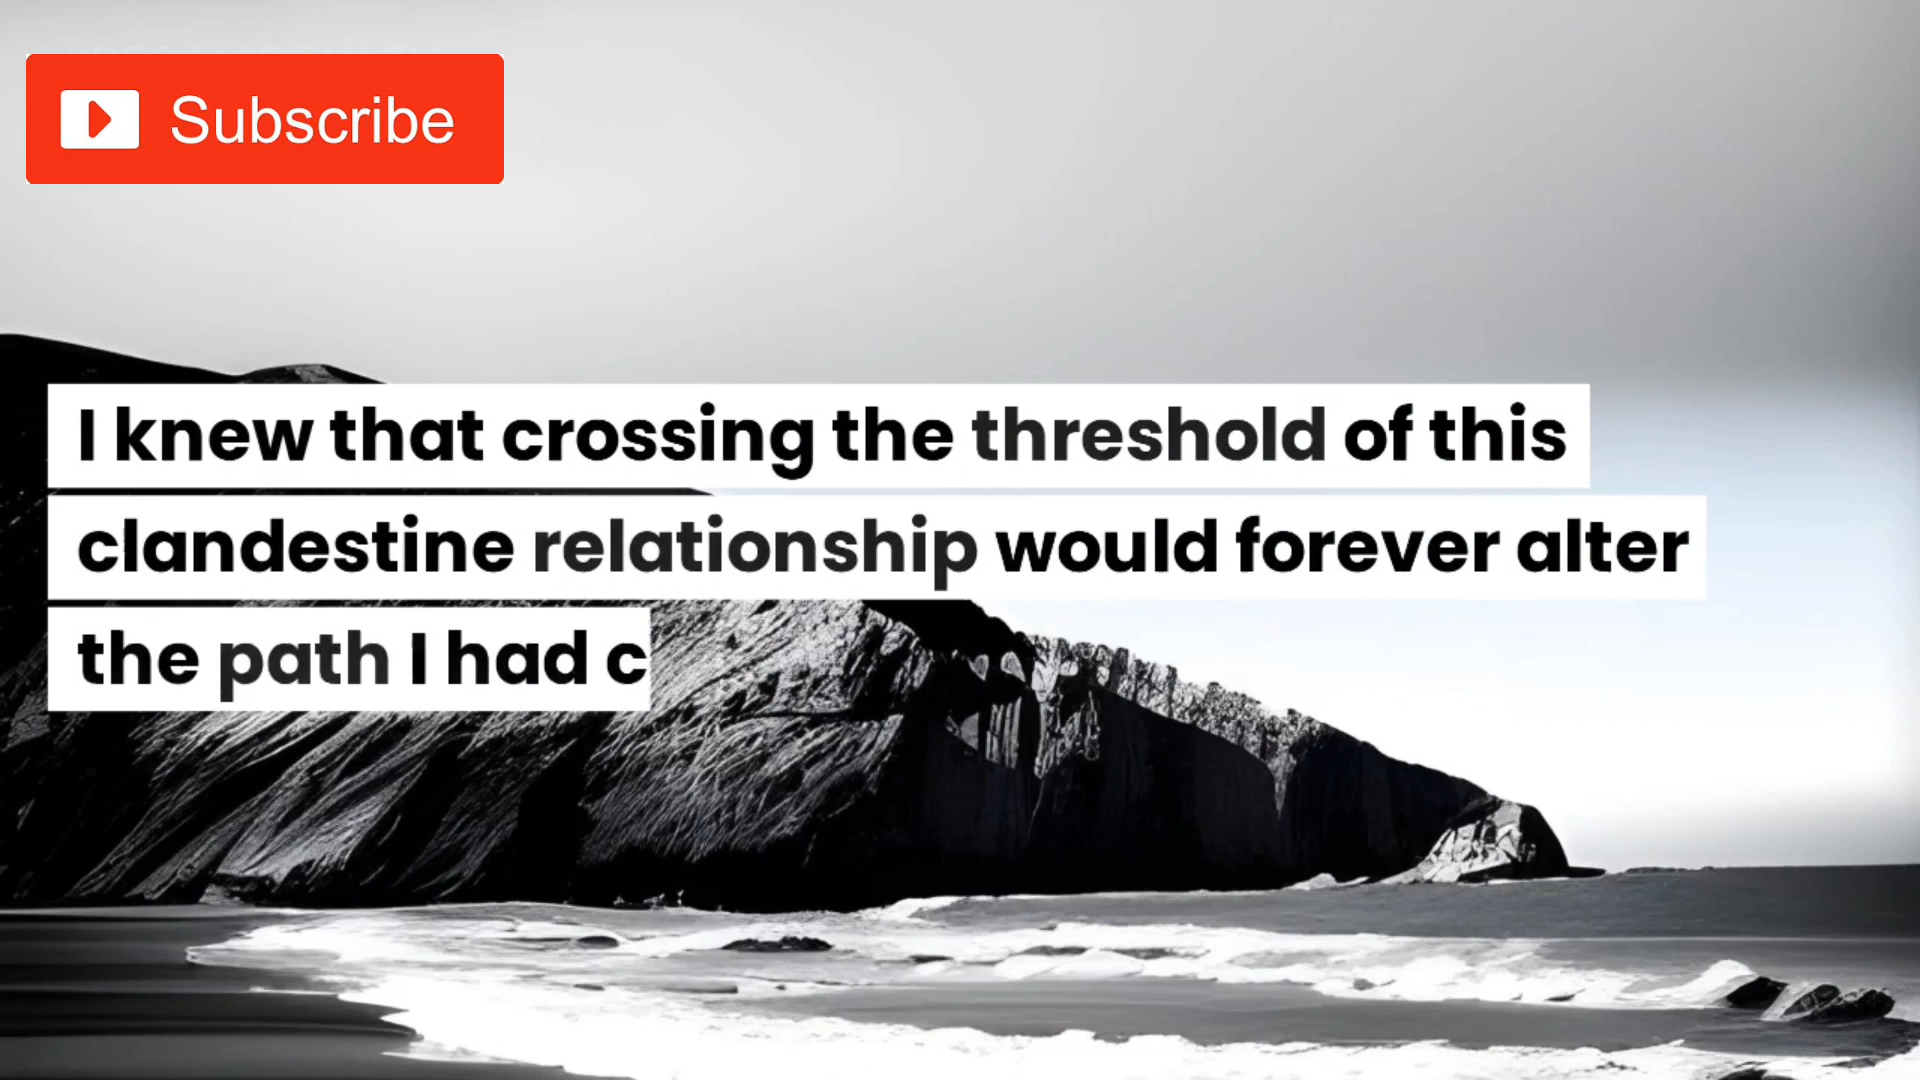 Subscribe
I knew that crossing the threshold of this
clandestine relationship would forever alter
the path I had c